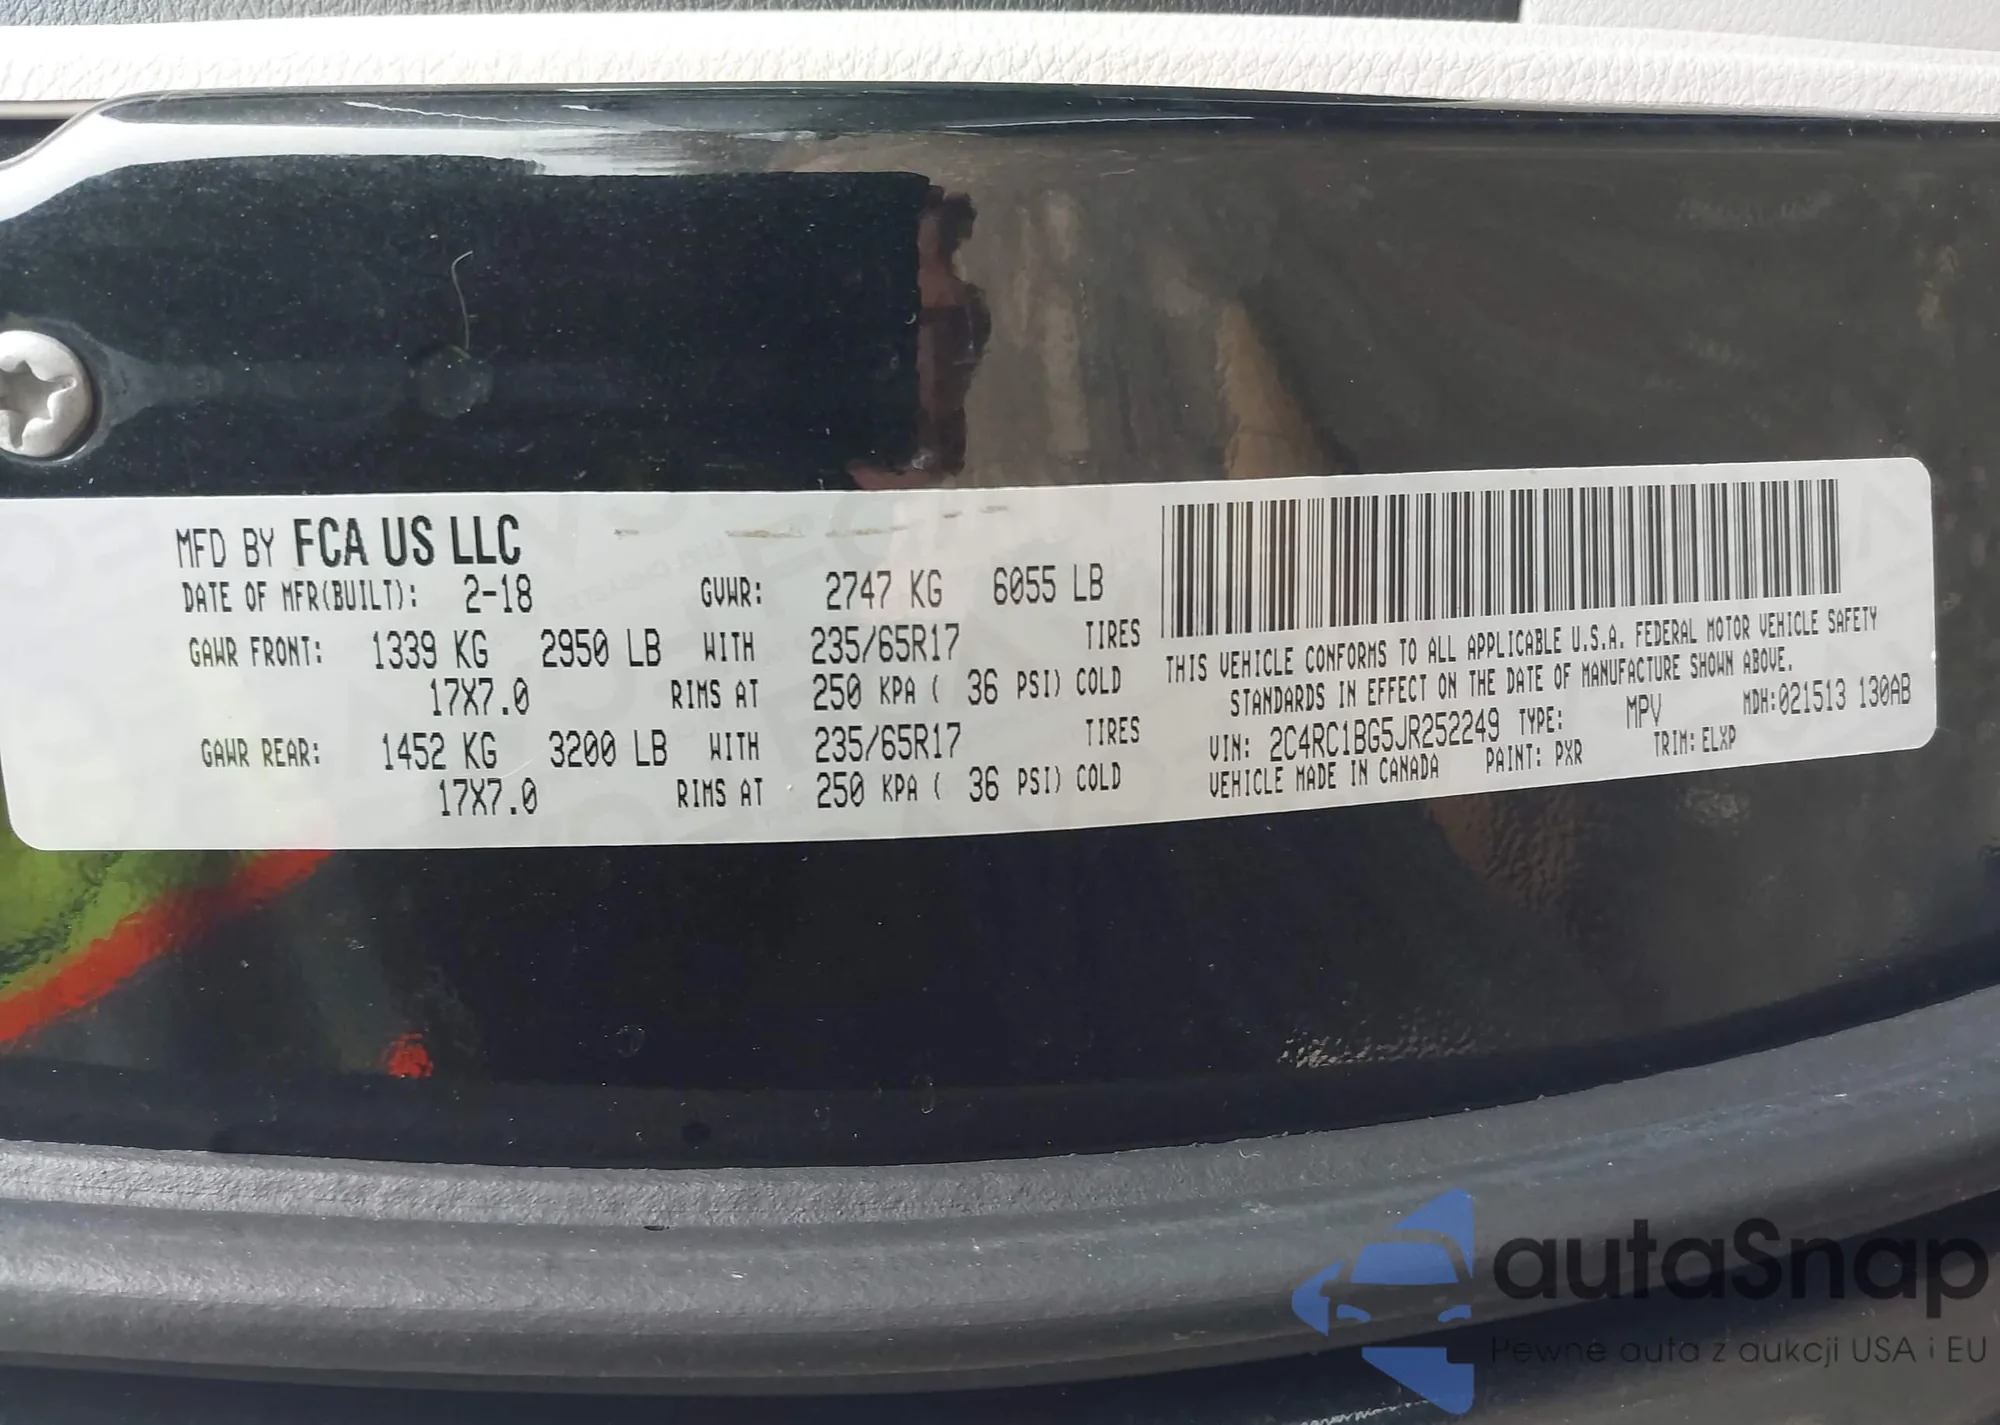 MFD BY FCA US LLC
DATE OF MFR(BUILT): 2-18 GVWR: 2747 KG 6055 LB
GAWR FRONT: 1339 KG 2950 LB WITH 235/65R17 TIRES
17X7.0 RIMS AT 250 KPA ( 36 PSI) COLD
GAWR REAR: 1452 KG 3200 LB WITH 235/65R17 TIRES
17X7.0 RIMS AT 250 KPA ( 36 PSI) COLD
THIS VEHICLE CONFORMS TO ALL APPLICABLE U.S.A. FEDERAL MOTOR VEHICLE SAFETY
STANDARDS IN EFFECT ON THE DATE OF MANUFACTURE SHOWN ABOVE.
VIN: 2C4RC1BG5JR252249 TYPE: MPV MDH:021513 130AB
VEHICLE MADE IN CANADA PAINT: PXR TRIM: ELXP
autaSnap
Pewne auta z aukcji USA i EU